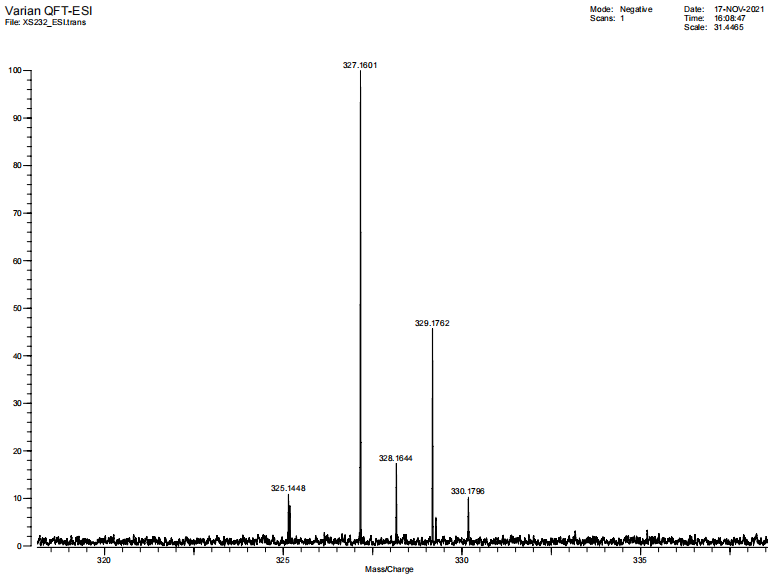 Varian QFT-ESI
File: XS232_ESI.trans
Mode: Negative
Scans: 1
Date: 17-NOV-2021
Time: 16:08:47
Scale: 31.4465
327.1601
100
90
80
70
60
50
329.1762
40
30
20
328.1644
325.1448
330.1796
10
0
320
325
330
335
Mass/Charge